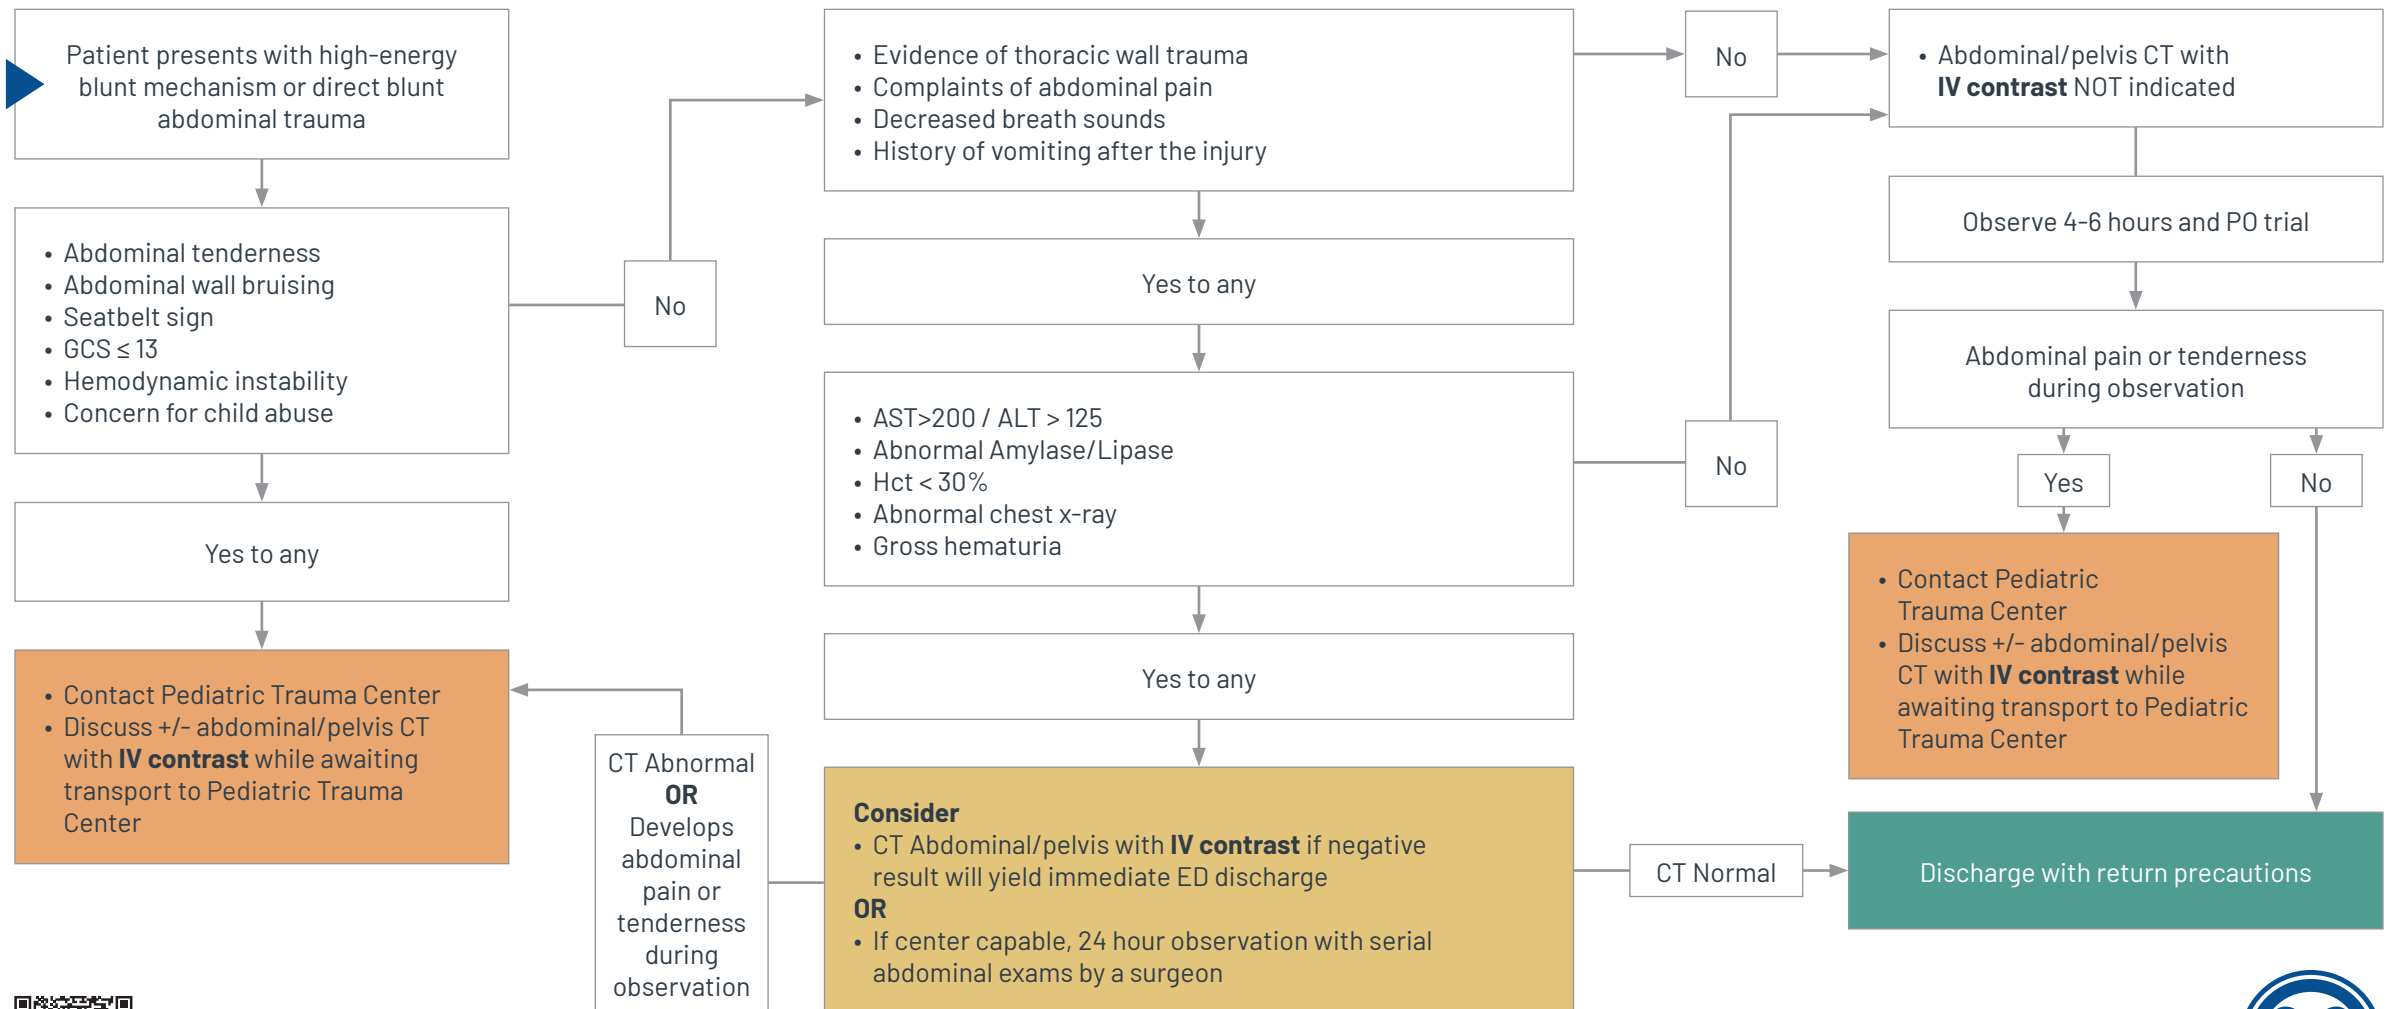 Patient presents with high-energy
blunt mechanism or direct blunt
abdominal trauma
• Abdominal tenderness
• Abdominal wall bruising
• Seatbelt sign
• GCS ≤ 13
• Hemodynamic instability
• Concern for child abuse
No
Yes to any
• Contact Pediatric Trauma Center
• Discuss +/- abdominal/pelvis CT
with IV contrast while awaiting
transport to Pediatric Trauma
Center
• Evidence of thoracic wall trauma
• Complaints of abdominal pain
• Decreased breath sounds
• History of vomiting after the injury
No
Yes to any
• AST>200 / ALT > 125
• Abnormal Amylase/Lipase
• Hct < 30%
• Abnormal chest x-ray
• Gross hematuria
No
Yes to any
Consider
• CT Abdominal/pelvis with IV contrast if negative
result will yield immediate ED discharge
OR
• If center capable, 24 hour observation with serial
abdominal exams by a surgeon
CT Abnormal
OR
Develops
abdominal
pain or
tenderness
during
observation
CT Normal
• Abdominal/pelvis CT with
IV contrast NOT indicated
Observe 4-6 hours and PO trial
Abdominal pain or tenderness
during observation
Yes
No
• Contact Pediatric
Trauma Center
• Discuss +/- abdominal/pelvis
CT with IV contrast while
awaiting transport to Pediatric
Trauma Center
Discharge with return precautions